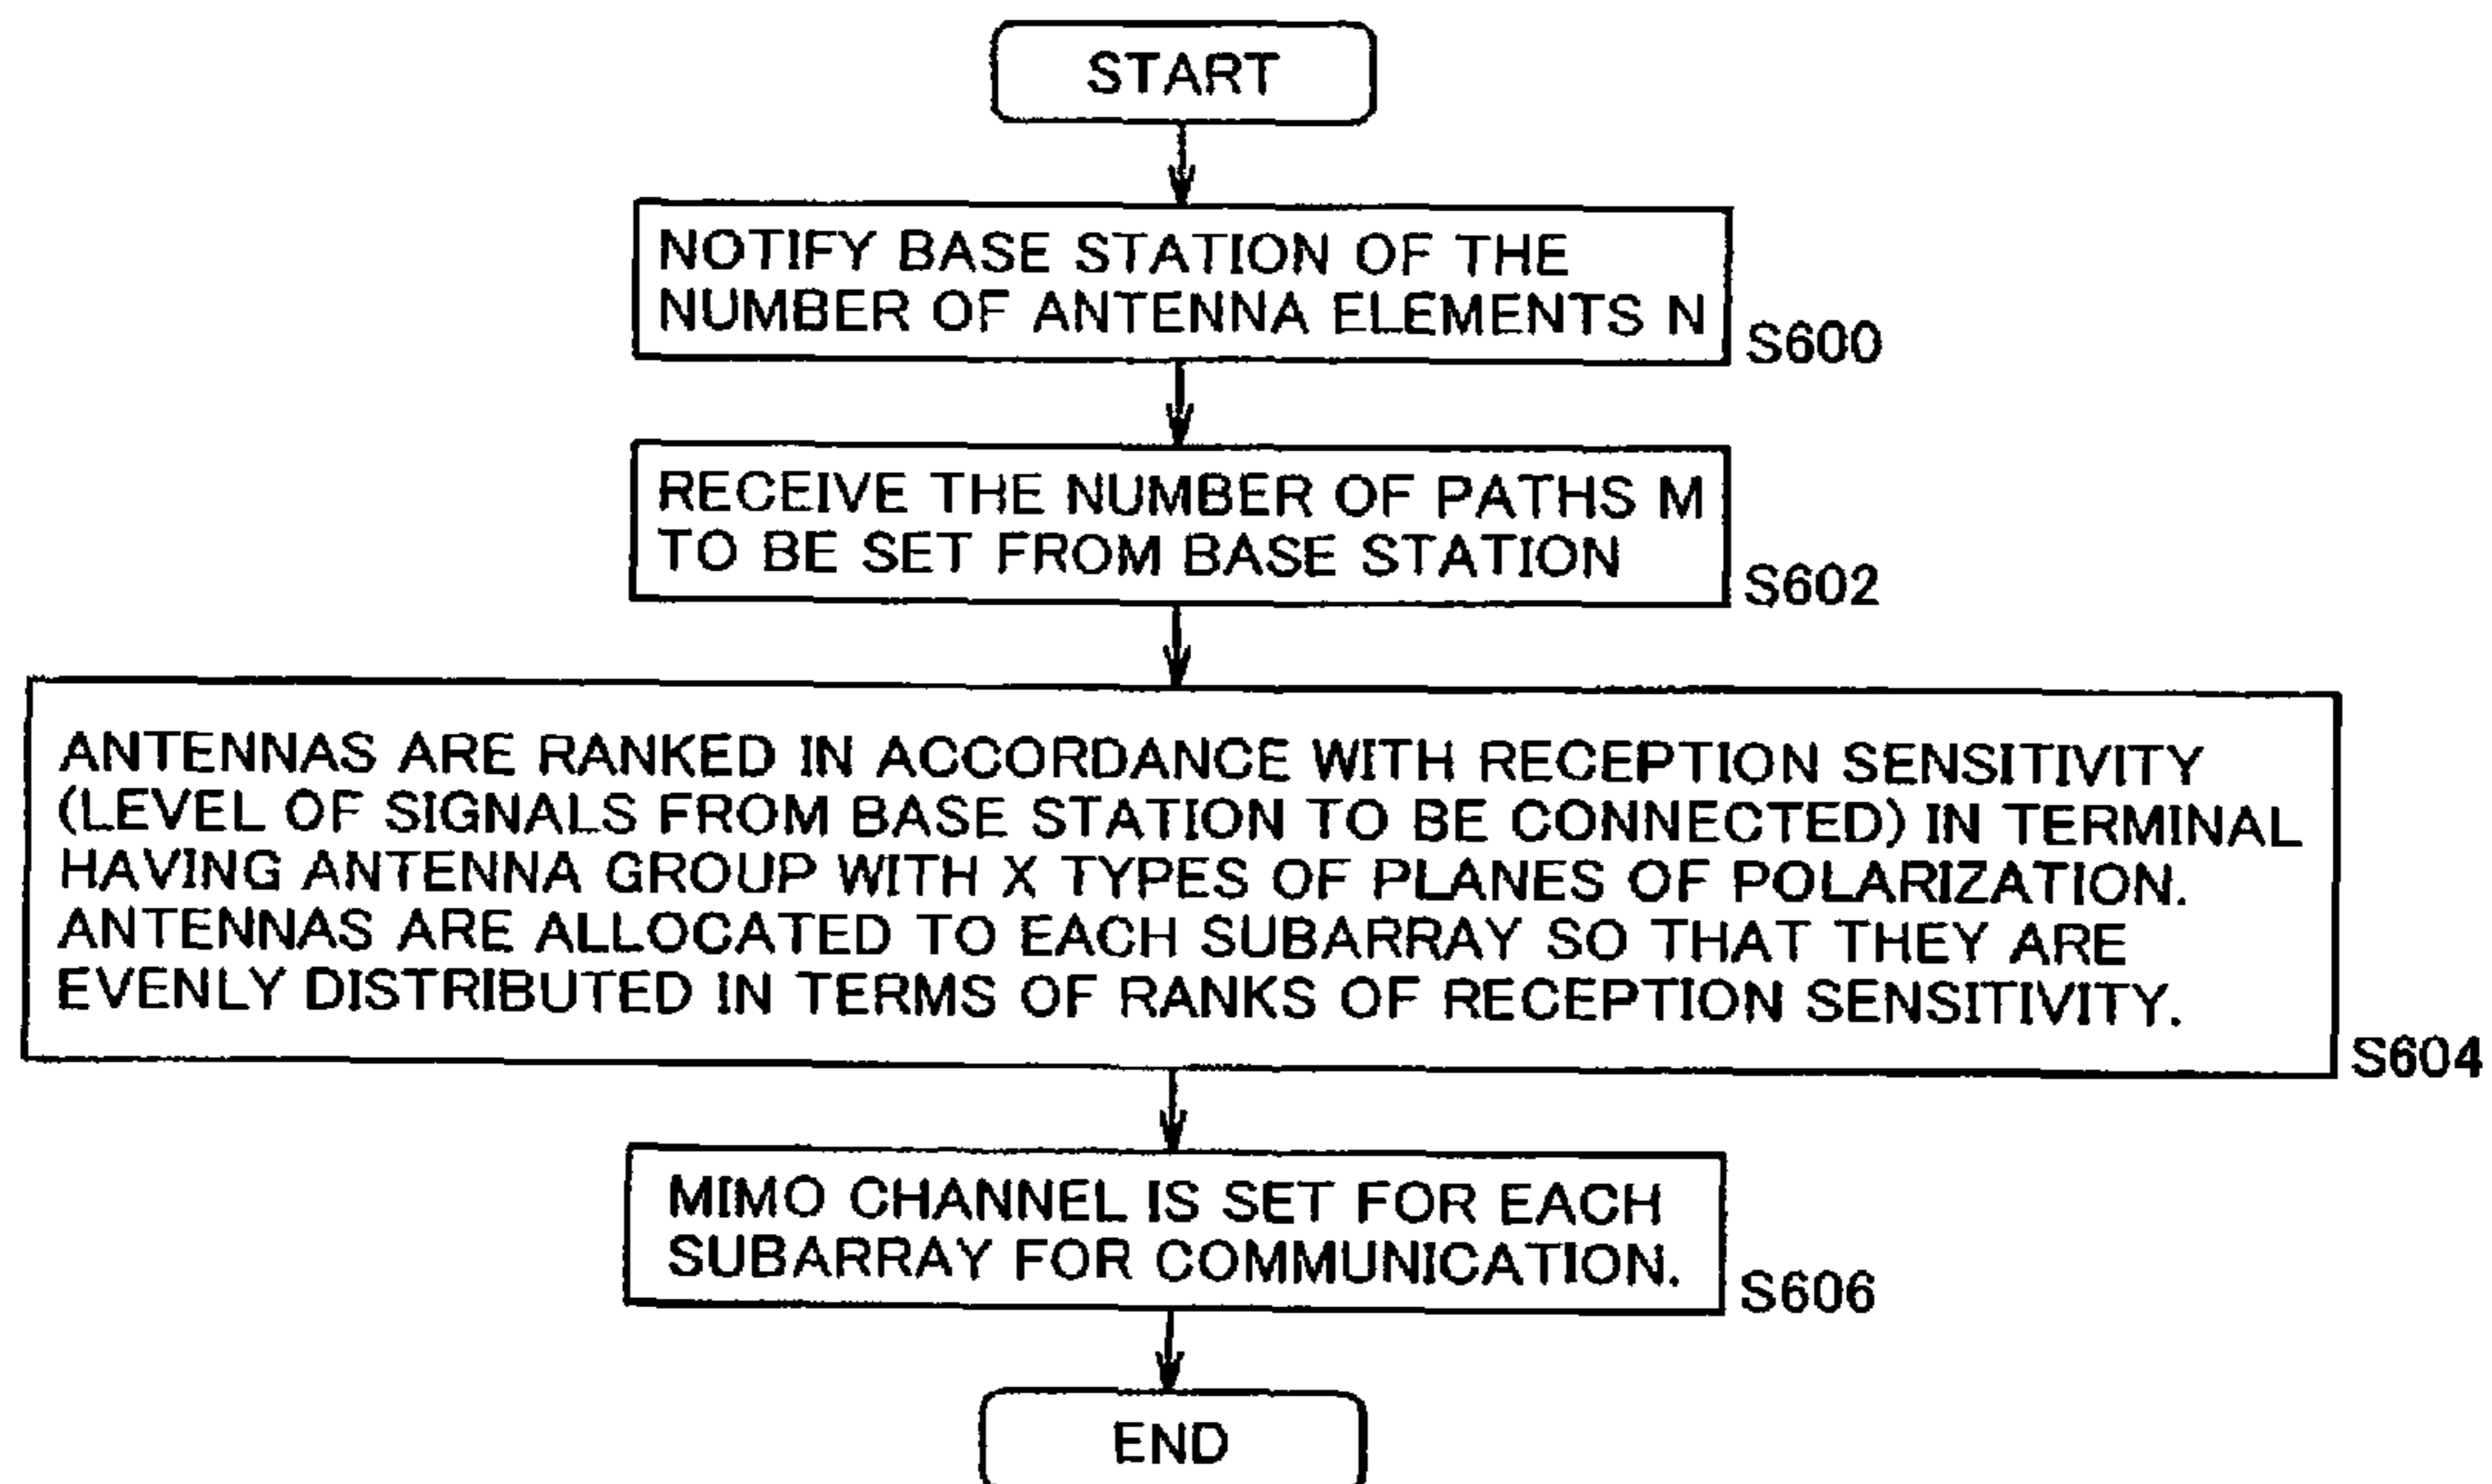 START
NOTIFY BASE STATION OF THE
NUMBER OF ANTENNA ELEMENTS N
S600
RECEIVE THE NUMBER OF PATHS M
TO BE SET FROM BASE STATION
S602
ANTENNAS ARE RANKED IN ACCORDANCE WITH RECEPTION SENSITIVITY
(LEVEL OF SIGNALS FROM BASE STATION TO BE CONNECTED) IN TERMINAL
HAVING ANTENNA GROUP WITH X TYPES OF PLANES OF POLARIZATION.
ANTENNAS ARE ALLOCATED TO EACH SUBARRAY SO THAT THEY ARE
EVENLY DISTRIBUTED IN TERMS OF RANKS OF RECEPTION SENSITIVITY.
S604
MIMO CHANNEL IS SET FOR EACH
SUBARRAY FOR COMMUNICATION.
S606
END